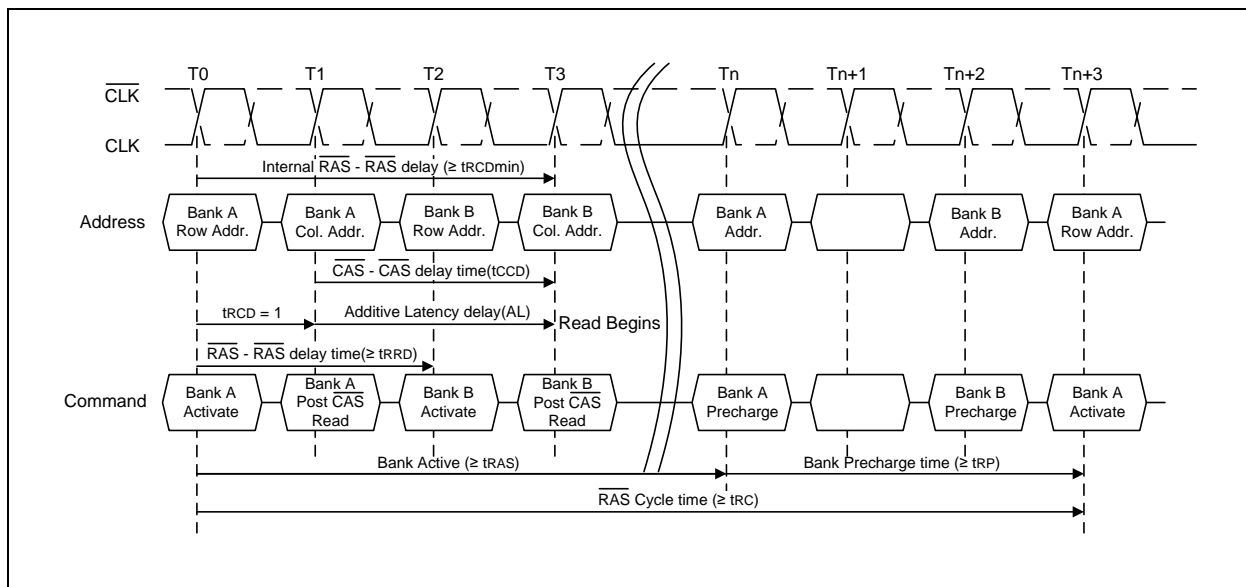 T0 T1 T2 T3 Tn Tn+1 Tn+2 Tn+3
CLK
CLK
Internal RAS - RAS delay (≥ tRCDmin)
Address
Bank A
Row Addr.
Bank A
Col. Addr.
Bank B
Row Addr.
Bank B
Col. Addr.
Bank A
Addr.
Bank B
Addr.
Bank A
Row Addr.
CAS - CAS delay time(tCCD)
tRCD = 1
Additive Latency delay(AL)
Read Begins
RAS - RAS delay time(≥ tRRD)
Command
Bank A
Activate
Bank A
Post CAS
Read
Bank B
Activate
Bank B
Post CAS
Read
Bank A
Precharge
Bank B
Precharge
Bank A
Activate
Bank Active (≥ tRAS)
Bank Precharge time (≥ tRP)
RAS Cycle time (≥ tRC)